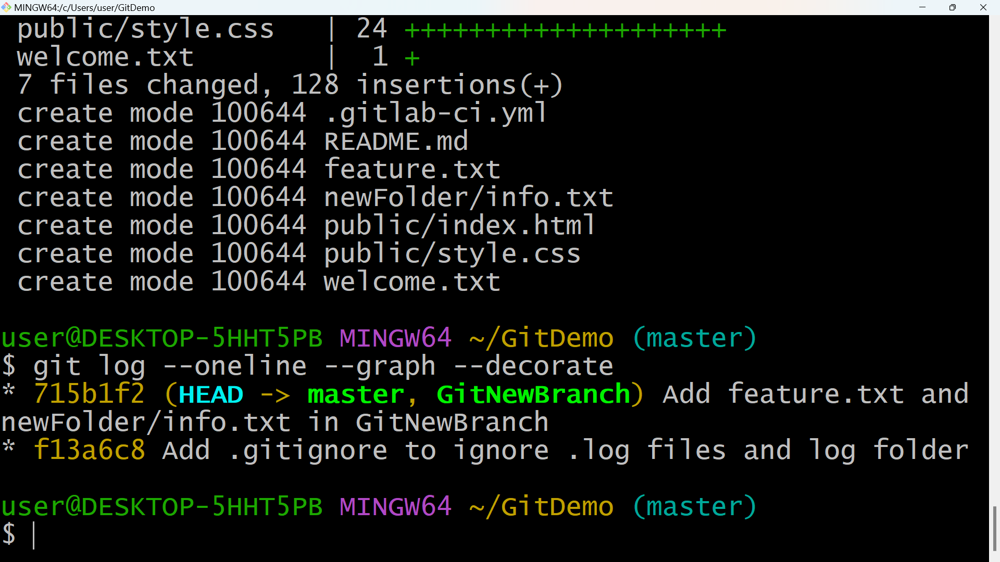 MINGW64:/c/Users/user/GitDemo
public/style.css | 24 ++++++++++++++++++++
welcome.txt | 1 +
7 files changed, 128 insertions(+)
create mode 100644 .gitlab-ci.yml
create mode 100644 README.md
create mode 100644 feature.txt
create mode 100644 newFolder/info.txt
create mode 100644 public/index.html
create mode 100644 public/style.css
create mode 100644 welcome.txt
user@DESKTOP-5HHT5PB MINGW64 ~/GitDemo (master)
$ git log --oneline --graph --decorate
* 715b1f2 (HEAD -> master, GitNewBranch) Add feature.txt and
newFolder/info.txt in GitNewBranch
* f13a6c8 Add .gitignore to ignore .log files and log folder
user@DESKTOP-5HHT5PB MINGW64 ~/GitDemo (master)
$